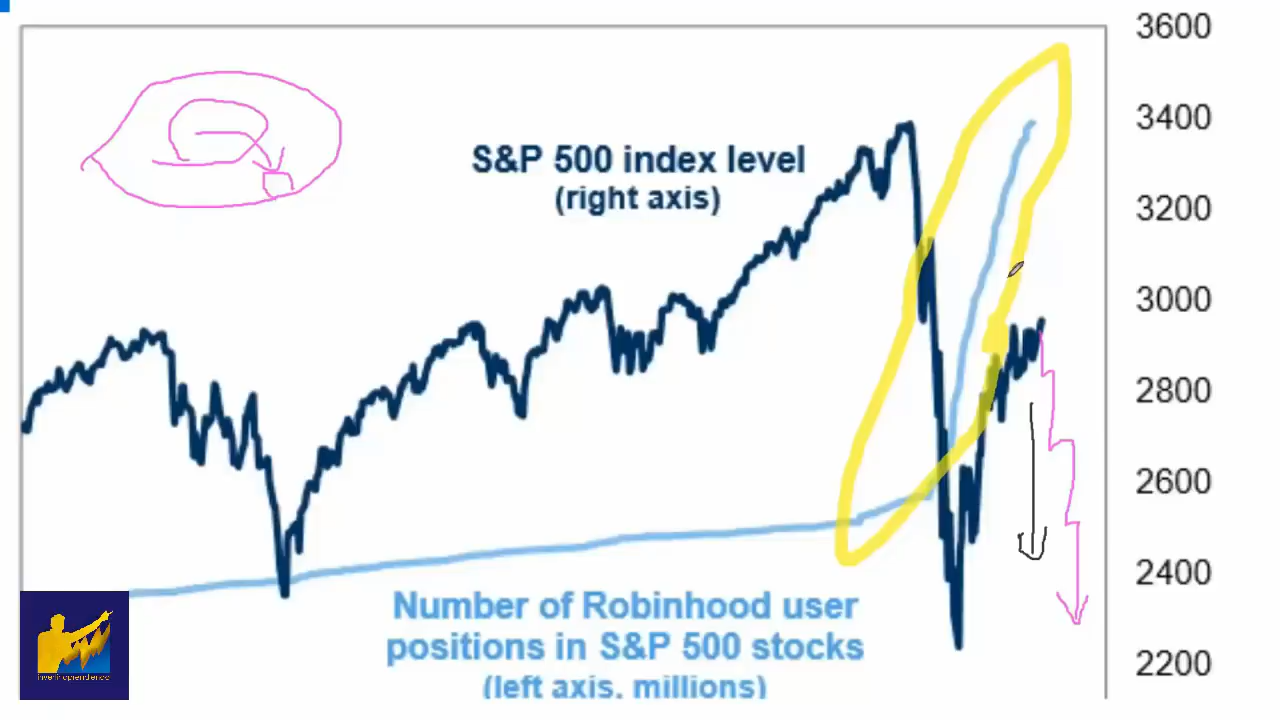 3600
3400
S&P 500 index level
(right axis)
3200
3000
2800
2600
2400
Number of Robinhood user
positions in S&P 500 stocks
(left axis, millions)
2200